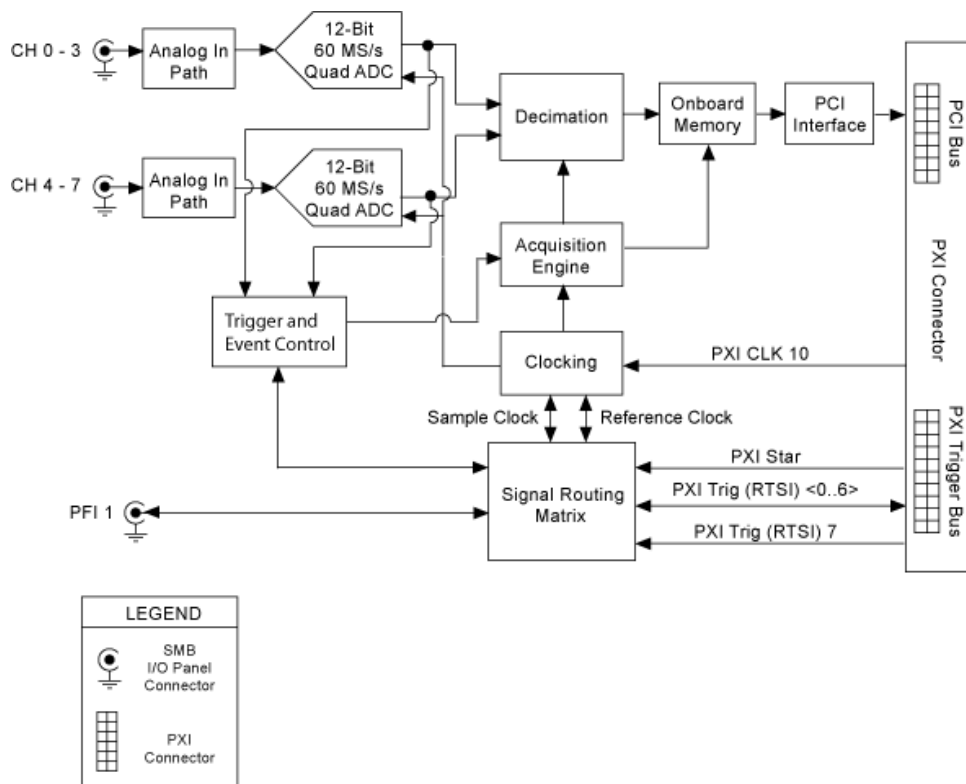 CH 0 - 3
Analog In
Path
12-Bit
60 MS/s
Quad ADC
Decimation
Onboard
Memory
PCI
Interface
PCI Bus
CH 4 - 7
Analog In
Path
12-Bit
60 MS/s
Quad ADC
Acquisition
Engine
PXI Connector
Trigger and
Event Control
Clocking
PXI CLK 10
Sample Clock
Reference Clock
PXI Star
PXI Trig (RTSI) <0..6>
PXI Trig (RTSI) 7
PXI Trigger Bus
PFI 1
Signal Routing
Matrix
LEGEND
SMB
I/O Panel
Connector
PXI
Connector